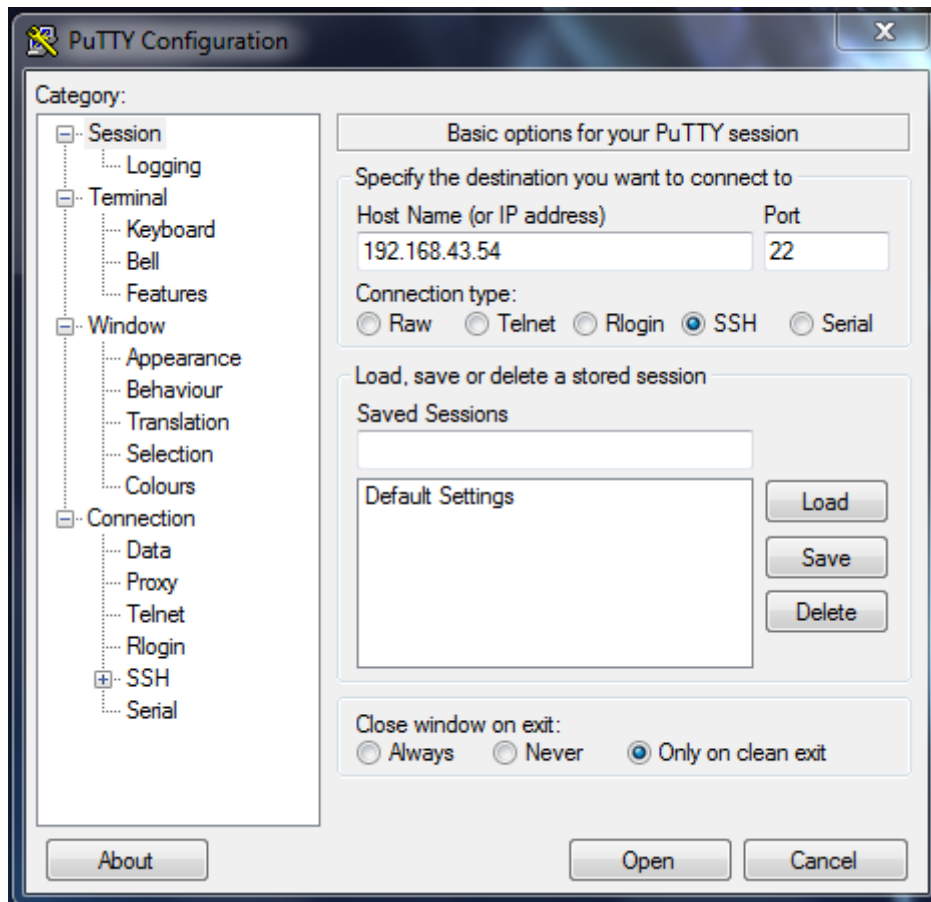 PuTTY Configuration
Category:
Session
Logging
Terminal
Keyboard
Bell
Features
Window
Appearance
Behaviour
Translation
Selection
Colours
Connection
Data
Proxy
Telnet
Rlogin
SSH
Serial
Basic options for your PuTTY session
Specify the destination you want to connect to
Host Name (or IP address) Port
192.168.43.54 22
Connection type:
Raw Telnet Rlogin SSH Serial
Load, save or delete a stored session
Saved Sessions
Default Settings
Load
Save
Delete
Close window on exit:
Always Never Only on clean exit
About Open Cancel